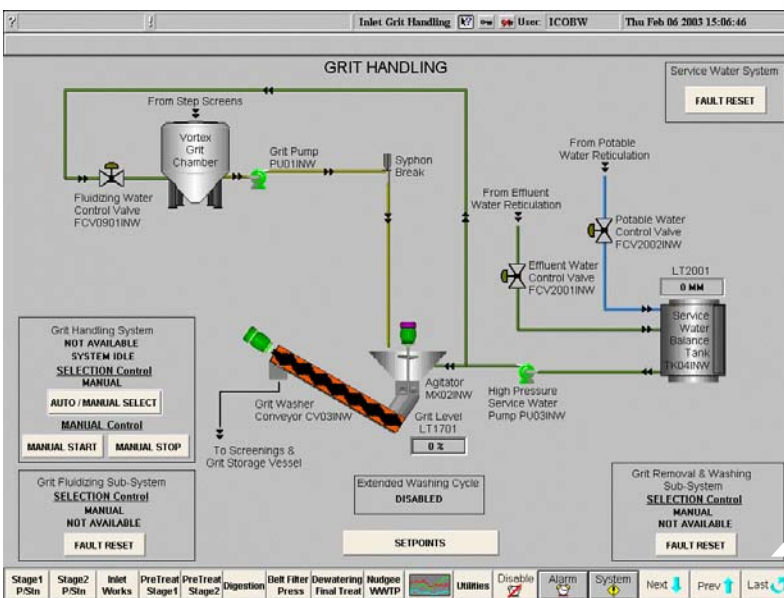 ? ! Inlet Grit Handling User: ICOBW Thu Feb 06 2003 15:06:46
GRIT HANDLING
Service Water System
FAULT RESET
From Step Screens
Vortex
Grit
Chamber
Grit Pump
PU01INW
Syphon
Break
Fluidizing Water
Control Valve
FCV0901INW
From Potable
Water Reticulation
From Effluent
Water Reticulation
Potable Water
Control Valve
FCV2002INW
Effluent Water
Control Valve
FCV2001INW
LT2001
0 MM
Service
Water
Balance
Tank
TK04INW
Grit Handling System
NOT AVAILABLE
SYSTEM IDLE
SELECTION Control
MANUAL
AUTO / MANUAL SELECT
MANUAL Control
MANUAL START MANUAL STOP
Grit Washer
Conveyor CV03INW
Agitator
MX02INW
Grit Level
LT1701
0 %
High Pressure
Service Water
Pump PU03INW
To Screenings &
Grit Storage Vessel
Grit Fluidizing Sub-System
SELECTION Control
MANUAL
NOT AVAILABLE
FAULT RESET
Extended Washing Cycle
DISABLED
SETPOINTS
Grit Removal & Washing
Sub-System
SELECTION Control
MANUAL
NOT AVAILABLE
FAULT RESET
Stage1 P/Stn
Stage2 P/Stn
Inlet Works
PreTreat Stage1
PreTreat Stage2
Digestion
Belt Filter Press
Dewatering Final Treat
Nudgee WWTP
Utilities
Disable
Alarm
System
Next
Prev
Last